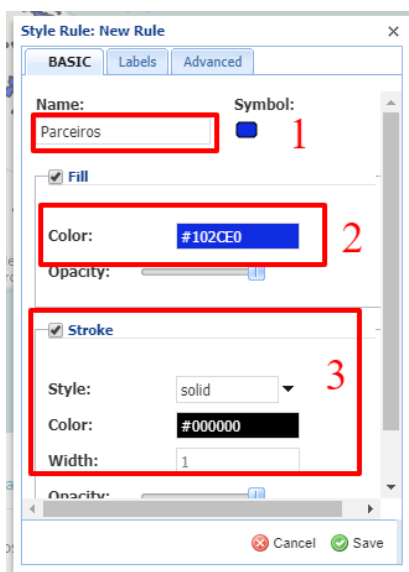 Style Rule: New Rule
BASIC Labels Advanced
Name: Symbol:
Parceiros 1
Fill
Color: #102CE0 2
Opacity:
Stroke
3
Style: solid
Color: #000000
Width: 1
Opacity:
Cancel Save